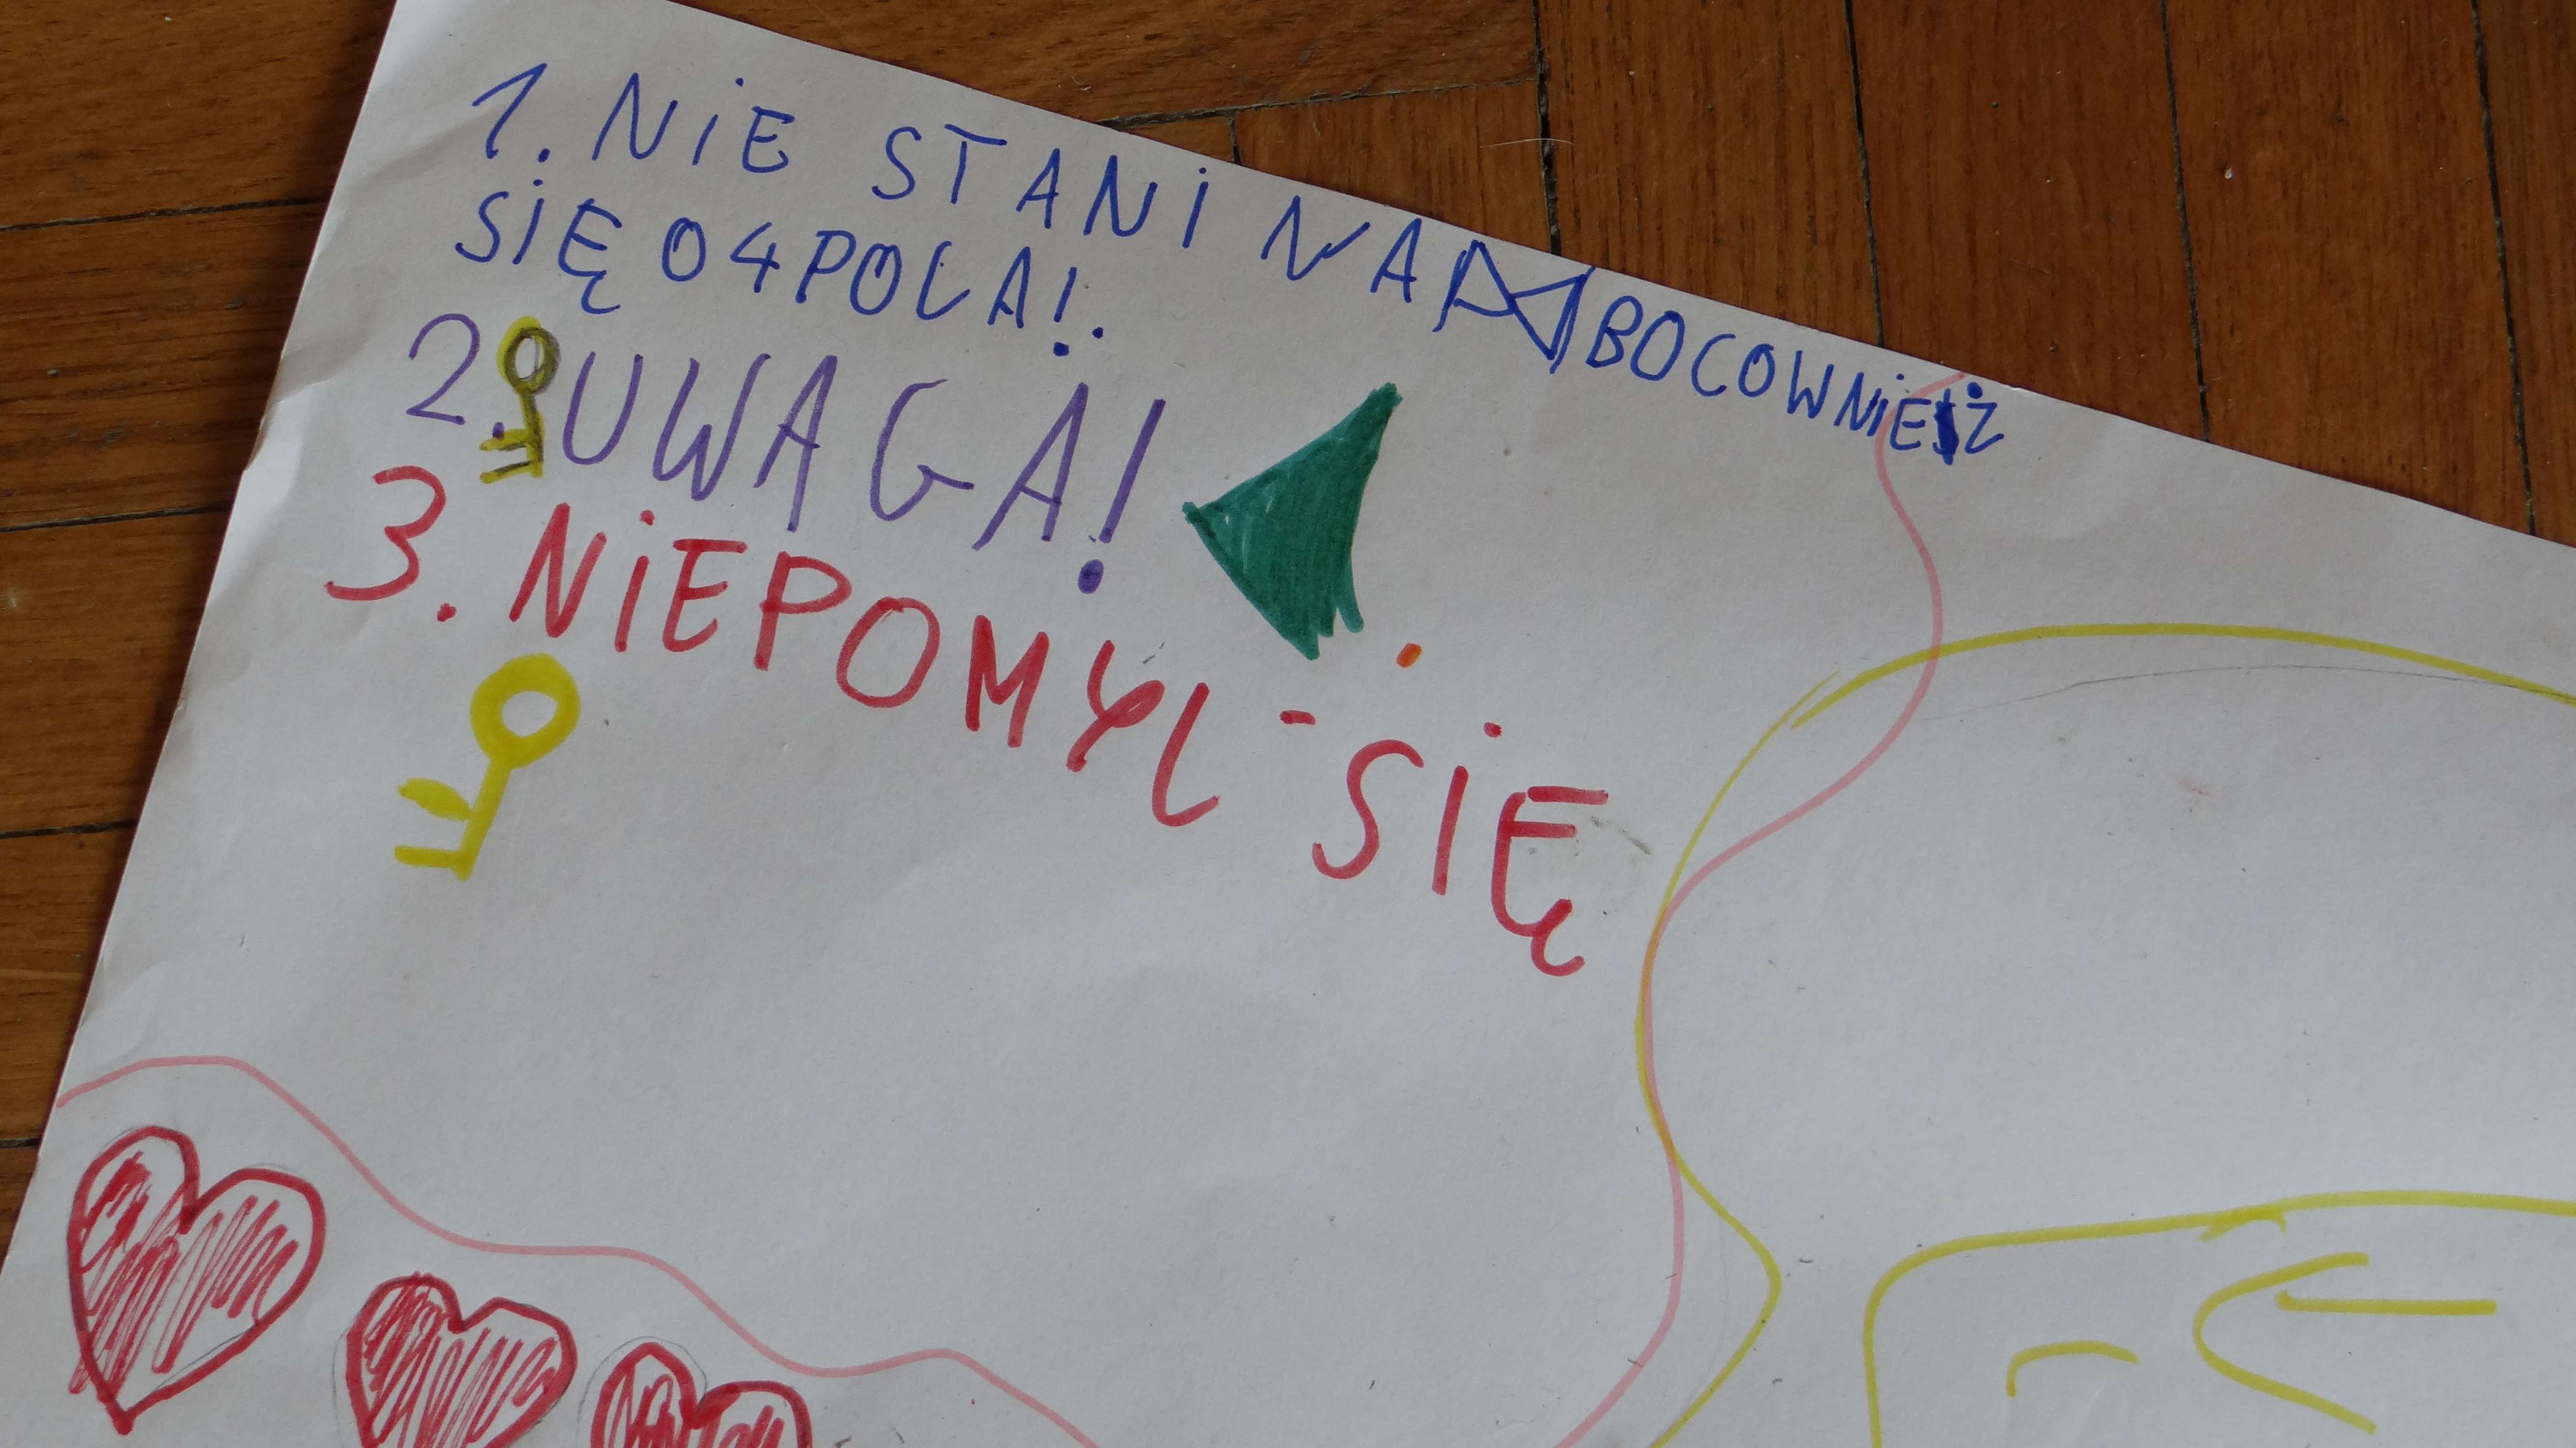 1. NIE STANI NA BOCOWNIEŻ
SIĘ O 4 POLA!.
2. UWAGA!
3. NIEPOMYL-SIĘ